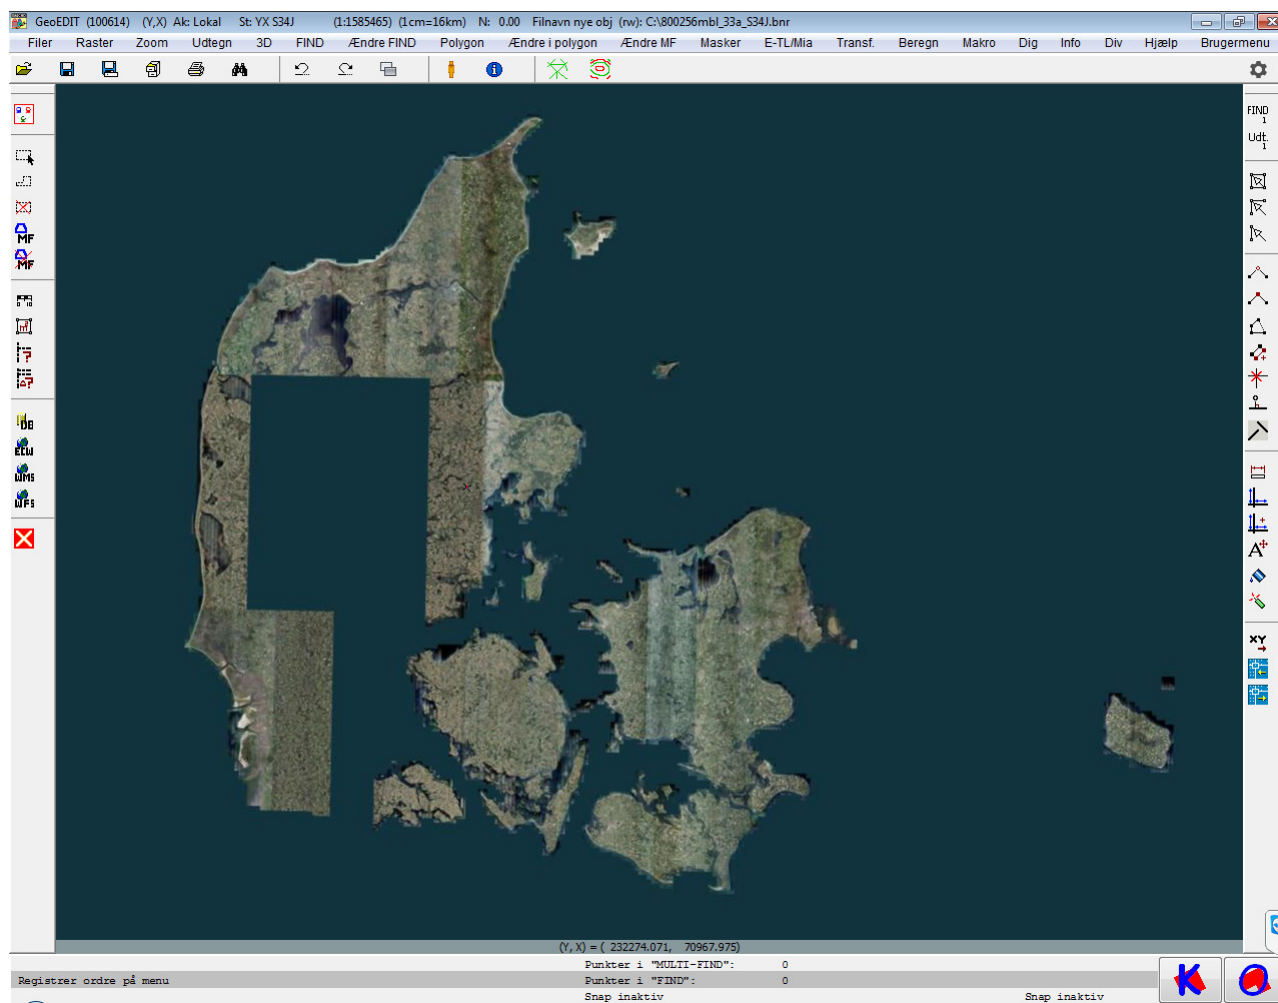 GeoEDIT (100614) (Y,X) Ak: Lokal St: YX S34J (1:1585465) (1cm=16km) N: 0.00 Filnavn nye obj (rw): C:\800256mbl_33a_S34J.bnr
Filer Raster Zoom Udtegn 3D FIND Ændre FIND Polygon Ændre i polygon Ændre MF Masker E-TL/Mia Transf. Beregn Makro Dig Info Div Hjælp Brugermenu
FIND
1
Udt.
1
MF
MF
DB
ECW
WMS
WFS
XY
(Y, X) = ( 232274.071, 70967.975)
Punkter i "MULTI-FIND": 0
Registrer ordre på menu Punkter i "FIND": 0
Snap inaktiv Snap inaktiv
K O